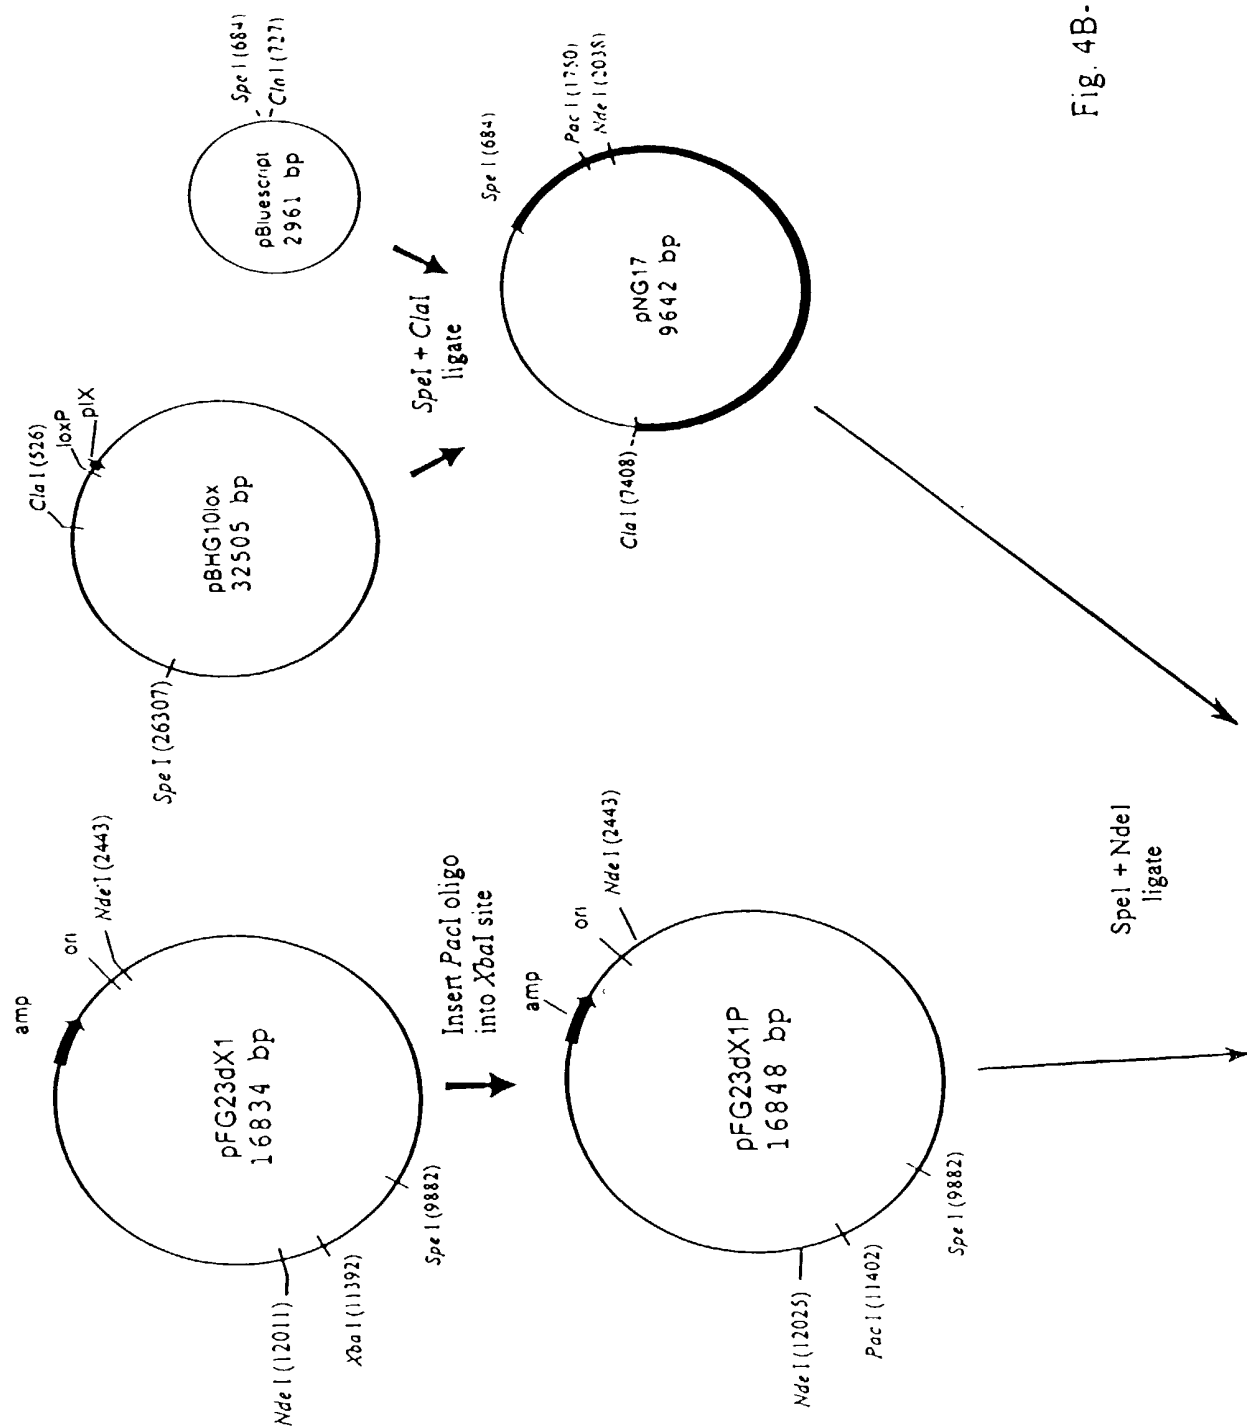 amp
ori
Nde I (2443)
pFG23dX1
16834 bp
Nde I (12011)
Xba I (11392)
Spe I (9882)
Insert PacI oligo
into XbaI site
amp
ori
Nde I (2443)
pFG23dX1P
16848 bp
Nde I (12025)
Pac I (11402)
Spe I (9882)
Cla I (526)
loxP
pIX
pBHG10lox
32505 bp
Spe I (26307)
Spe I (684)
Cla I (727)
pBluescript
2961 bp
SpeI + ClaI
ligate
Spe I (684)
Pac I (1750)
Nde I (2038)
pNG17
9642 bp
Cla I (7408)
SpeI + NdeI
ligate
Fig. 4B-